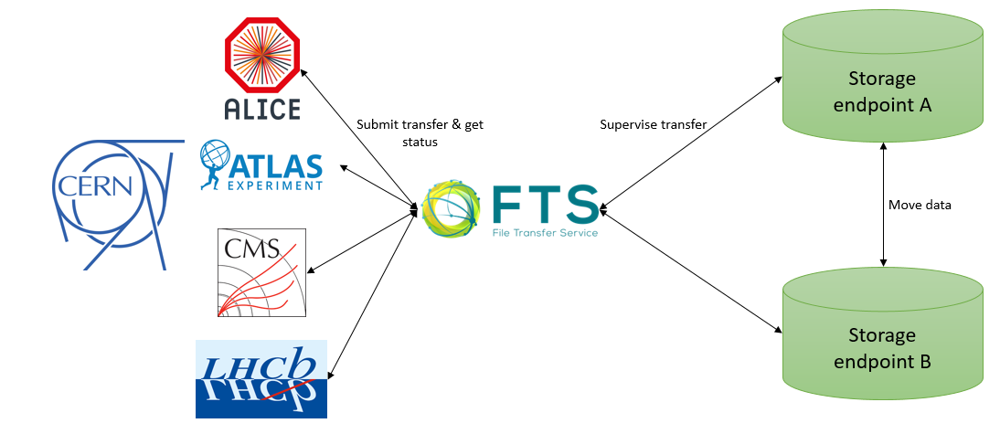 ALICE
Submit transfer & get
status
Supervise transfer
Storage
endpoint A
CERN
ATLAS
EXPERIMENT
FTS
File Transfer Service
Move data
CMS
Storage
endpoint B
LHCb
LHCb